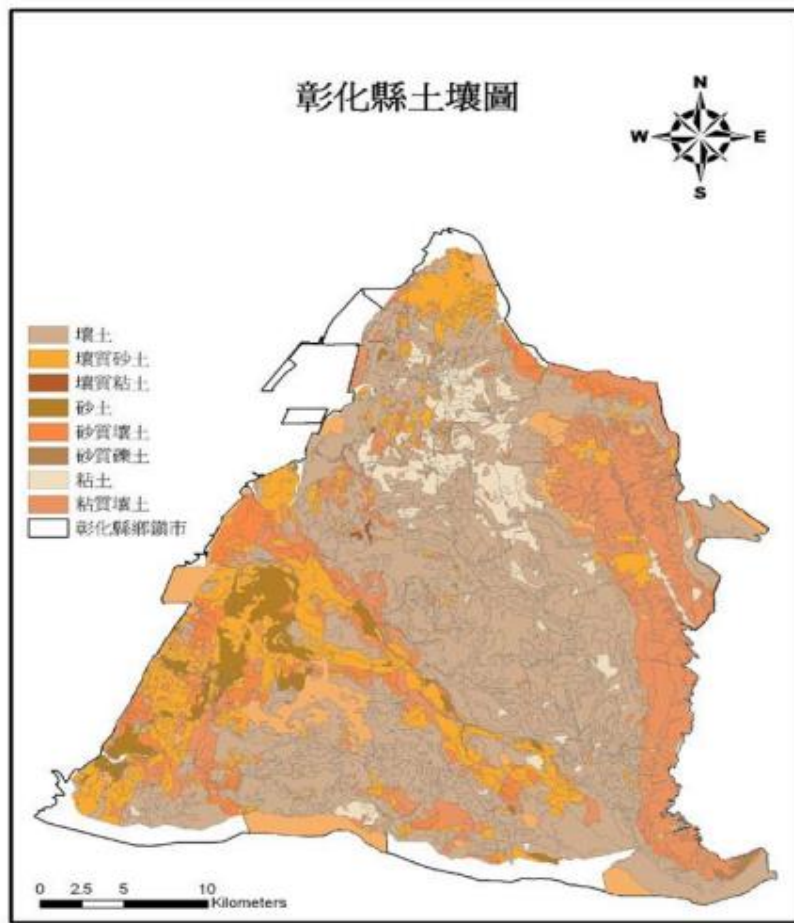 彰化縣土壤圖
N
W E
S
壤土
壤質砂土
壤質粘土
砂土
砂質壤土
砂質礫土
粘土
粘質壤土
彰化縣鄉鎮市
0 2.5 5 10
Kilometers